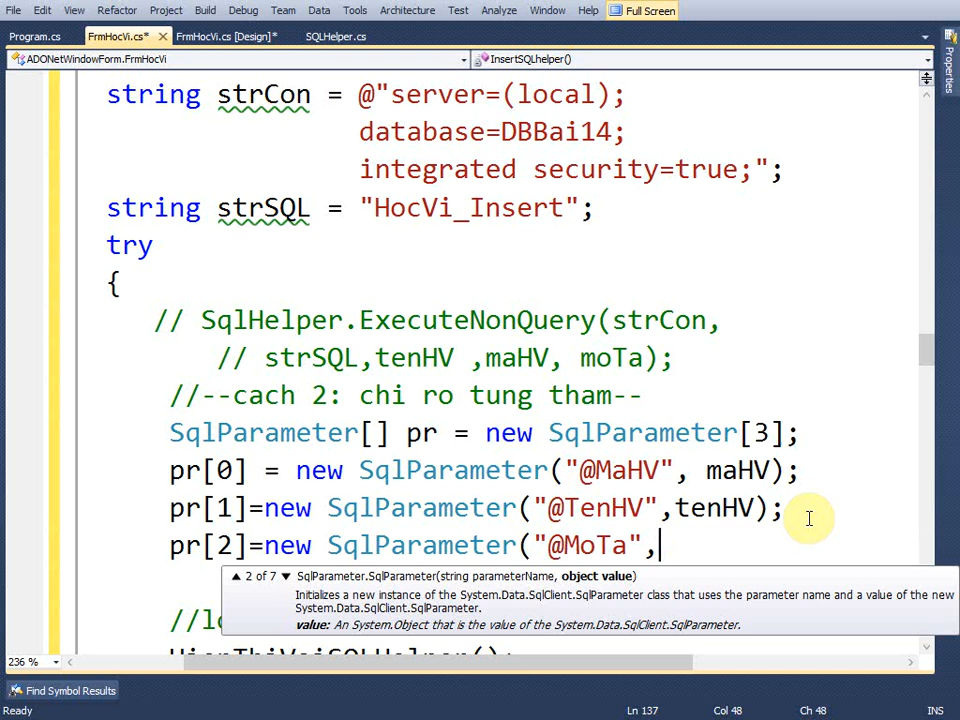 File Edit View Refactor Project Build Debug Team Data Tools Architecture Test Analyze Window Help Full Screen
Program.cs FrmHocVi.cs* FrmHocVi.cs [Design]* SQLHelper.cs
ADONetWindowForm.FrmHocVi InsertSQLhelper()
Properties
string strCon = @"server=(local);
database=DBBai14;
integrated security=true;";
string strSQL = "HocVi_Insert";
try
{
// SqlHelper.ExecuteNonQuery(strCon,
// strSQL,tenHV ,maHV, moTa);
//--cach 2: chi ro tung tham--
SqlParameter[] pr = new SqlParameter[3];
pr[0] = new SqlParameter("@MaHV", maHV);
pr[1]=new SqlParameter("@TenHV",tenHV);
pr[2]=new SqlParameter("@MoTa",
2 of 7 SqlParameter.SqlParameter(string parameterName, object value)
Initializes a new instance of the System.Data.SqlClient.SqlParameter class that uses the parameter name and a value of the new
System.Data.SqlClient.SqlParameter.
value: An System.Object that is the value of the System.Data.SqlClient.SqlParameter.
HienThiVoiSQLHelper();
236 %
Find Symbol Results
Ready Ln 137 Col 48 Ch 48 INS